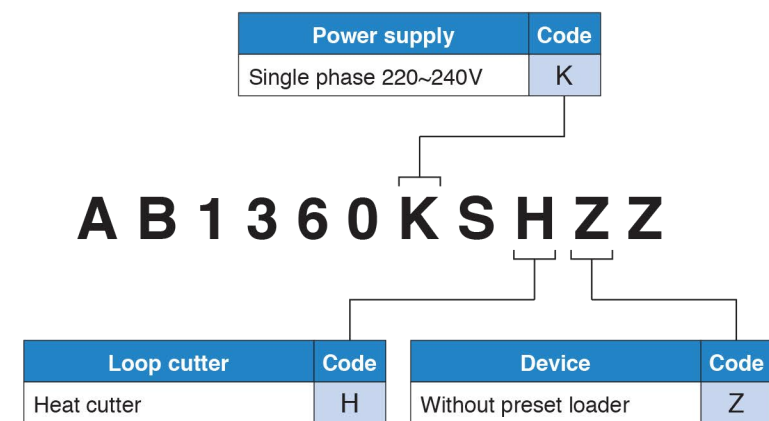 Power supply Code
Single phase 220~240V K
A B 1 3 6 0 K S H Z Z
Loop cutter Code
Heat cutter H
Device Code
Without preset loader Z